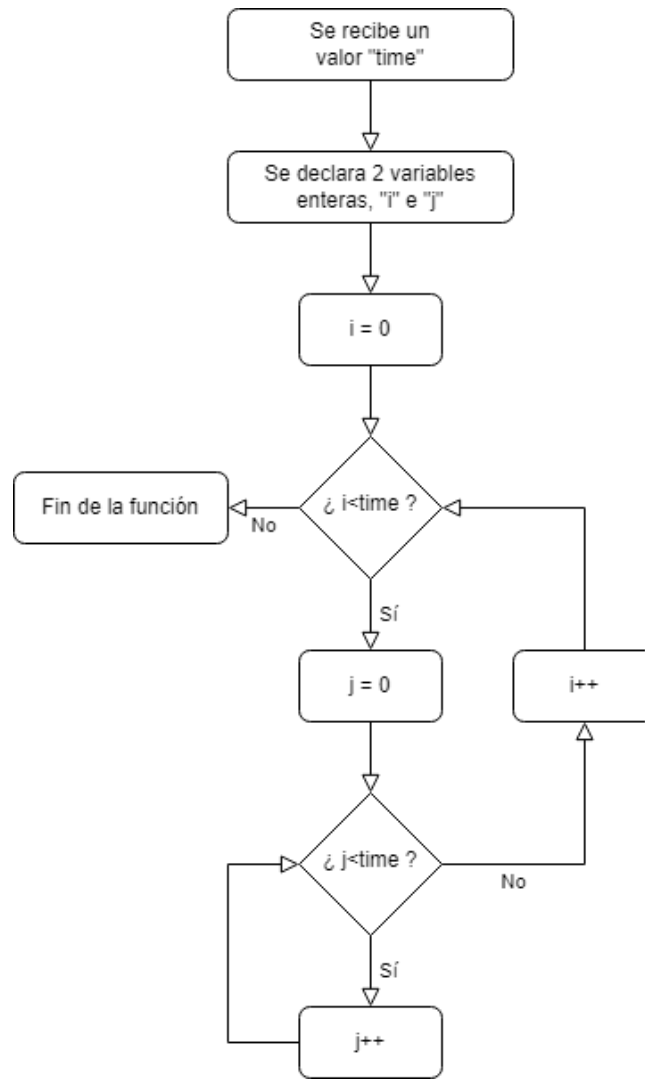 Se recibe un
valor "time"
Se declara 2 variables
enteras, "i" e "j"
i = 0
¿ i<time ?
Fin de la función
No
Sí
j = 0
i++
¿ j<time ?
No
Sí
j++